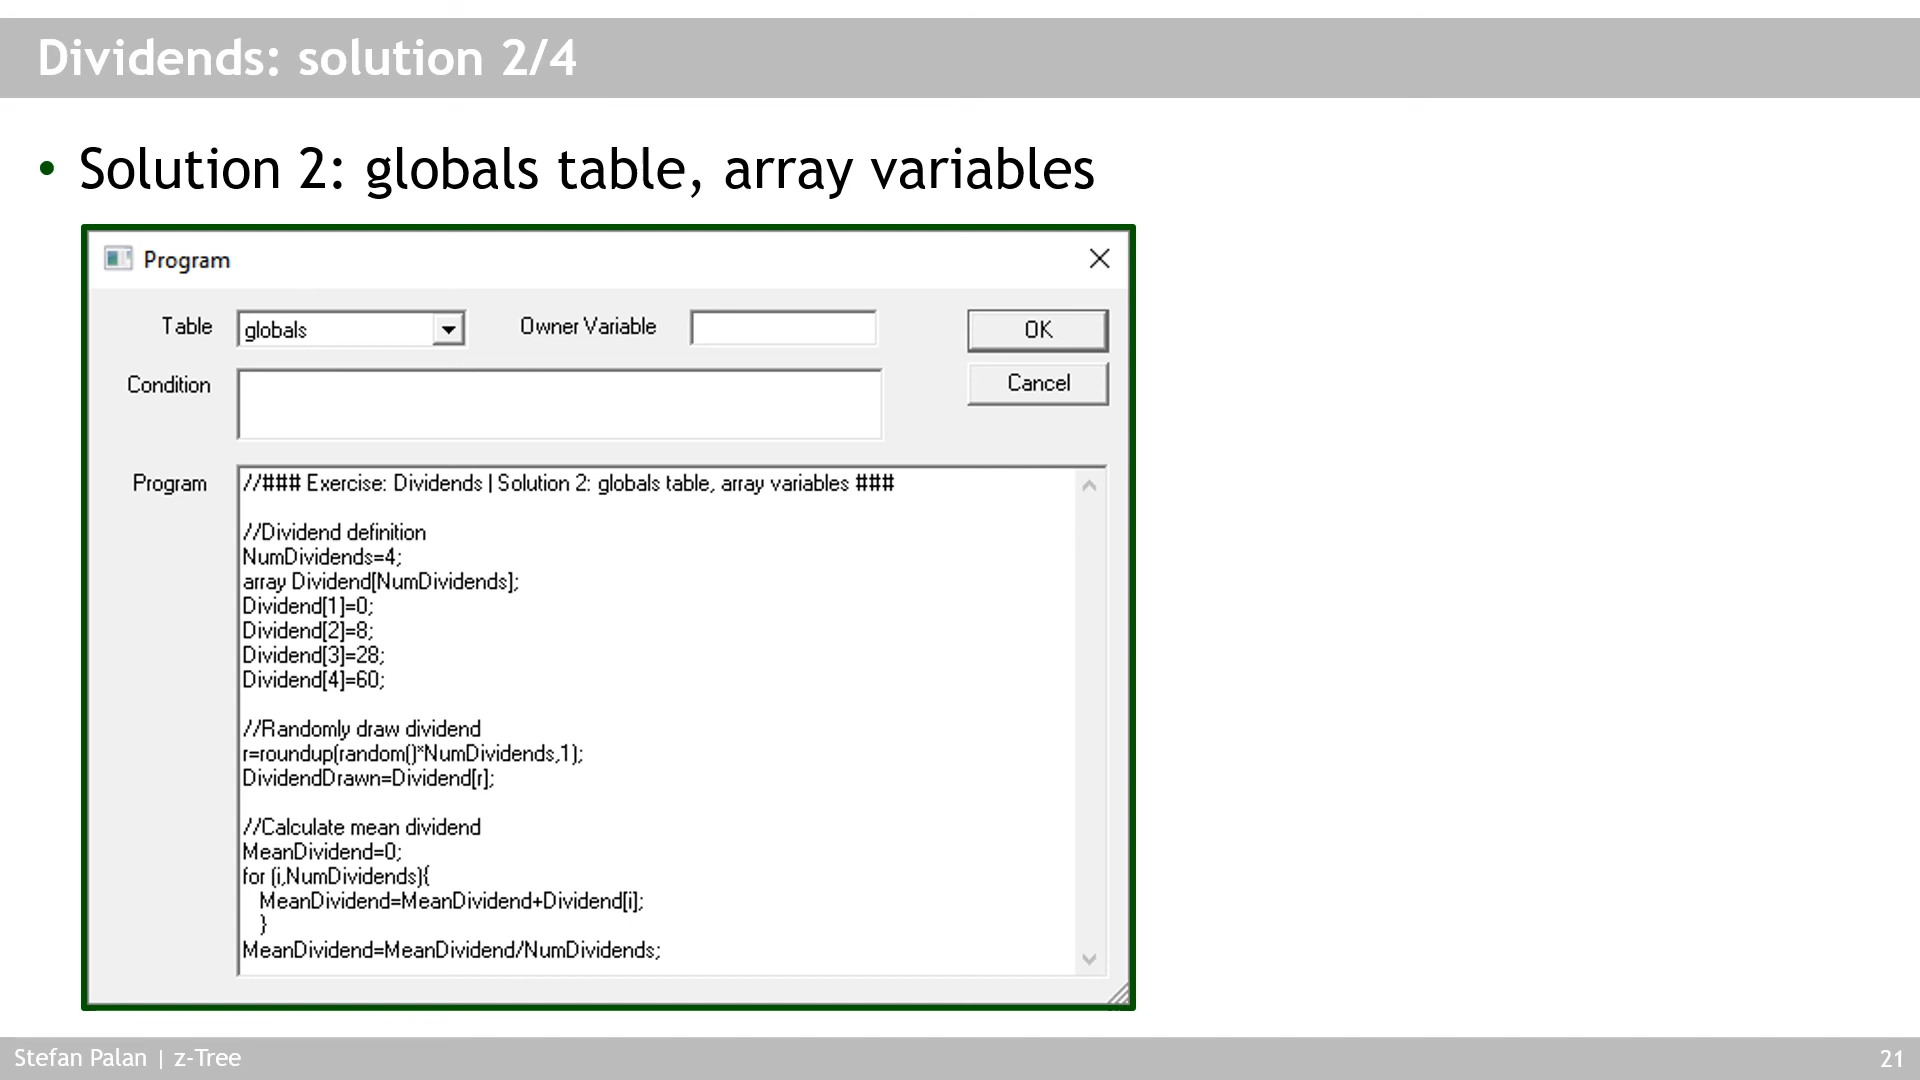 Dividends: solution 2/4
• Solution 2: globals table, array variables
Program
Table globals Owner Variable OK
Condition Cancel
Program
//### Exercise: Dividends | Solution 2: globals table, array variables ###
//Dividend definition
NumDividends=4;
array Dividend[NumDividends];
Dividend[1]=0;
Dividend[2]=8;
Dividend[3]=28;
Dividend[4]=60;
//Randomly draw dividend
r=roundup(random()*NumDividends,1);
DividendDrawn=Dividend[r];
//Calculate mean dividend
MeanDividend=0;
for (i,NumDividends){
MeanDividend=MeanDividend+Dividend[i];
}
MeanDividend=MeanDividend/NumDividends;
Stefan Palan | z-Tree 21